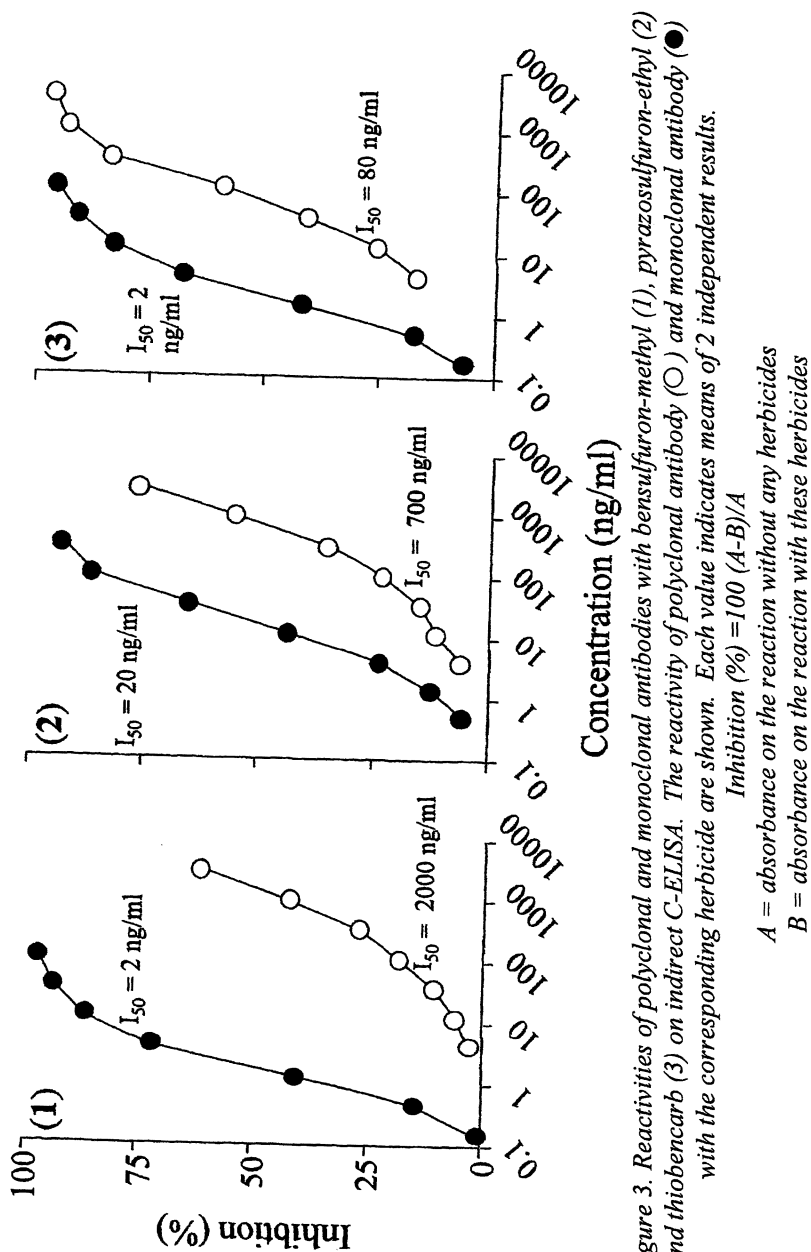 Inhibtion (%)
100
75
50
25
0
(1)
I50 = 2 ng/ml
I50 = 2000 ng/ml
0.1
1
10
100
1000
10000
(2)
I50 = 20 ng/ml
I50 = 700 ng/ml
0.1
1
10
100
1000
10000
(3)
I50 = 2
ng/ml
I50 = 80 ng/ml
0.1
1
10
100
1000
10000
Concentration (ng/ml)
gure 3. Reactivities of polyclonal and monoclonal antibodies with bensulfuron-methyl (1), pyrazosulfuron-ethyl (2)
nd thiobencarb (3) on indirect C-ELISA. The reactivity of polyclonal antibody (○) and monoclonal antibody (●)
with the corresponding herbicide are shown. Each value indicates means of 2 independent results.
Inhibition (%) =100 (A-B)/A
A = absorbance on the reaction without any herbicides
B = absorbance on the reaction with these herbicides